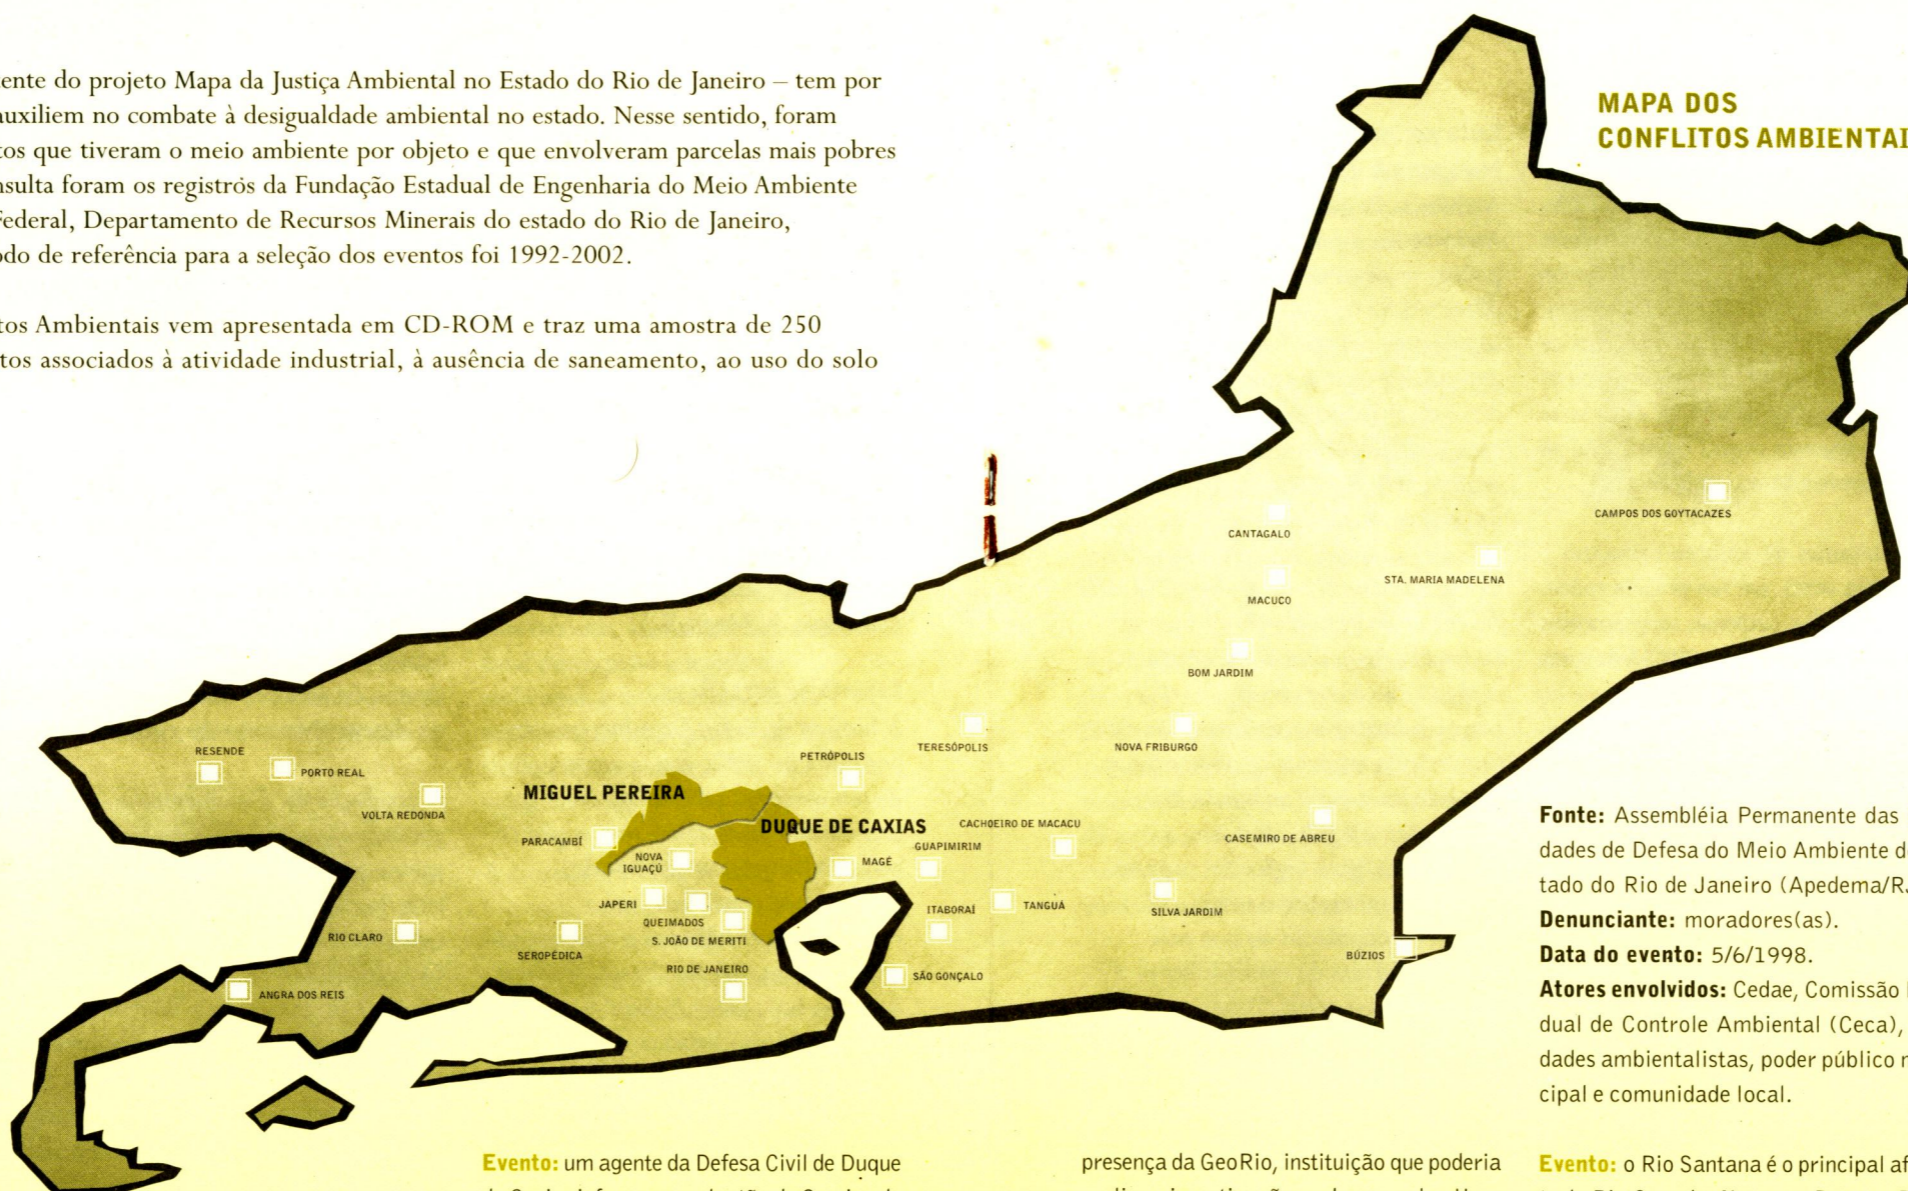 ente do projeto Mapa da Justiça Ambiental no Estado do Rio de Janeiro – tem por
auxiliem no combate à desigualdade ambiental no estado. Nesse sentido, foram
tos que tiveram o meio ambiente por objeto e que envolveram parcelas mais pobres
nsulta foram os registros da Fundação Estadual de Engenharia do Meio Ambiente
Federal, Departamento de Recursos Minerais do estado do Rio de Janeiro,
odo de referência para a seleção dos eventos foi 1992-2002.
tos Ambientais vem apresentada em CD-ROM e traz uma amostra de 250
tos associados à atividade industrial, à ausência de saneamento, ao uso do solo
MAPA DOS
CONFLITOS AMBIENTAI
CAMPOS DOS GOYTACAZES
CANTAGALO
STA. MARIA MADELENA
MACUCO
BOM JARDIM
TERESÓPOLIS
NOVA FRIBURGO
PETRÓPOLIS
RESENDE
PORTO REAL
VOLTA REDONDA
MIGUEL PEREIRA
DUQUE DE CAXIAS
CACHOEIRO DE MACACU
CASEMIRO DE ABREU
PARACAMBÍ
GUAPIMIRIM
NOVA
IGUAÇÚ
MAGÉ
JAPERI
QUEIMADOS
ITABORAÍ
TANGUÁ
SILVA JARDIM
RIO CLARO
S. JOÃO DE MERITI
SEROPÉDICA
RIO DE JANEIRO
SÃO GONÇALO
BÚZIOS
ANGRA DOS REIS
Fonte: Assembléia Permanente das
dades de Defesa do Meio Ambiente d
tado do Rio de Janeiro (Apedema/R
Denunciante: moradores(as).
Data do evento: 5/6/1998.
Atores envolvidos: Cedae, Comissão
dual de Controle Ambiental (Ceca),
dades ambientalistas, poder público
cipal e comunidade local.
Evento: um agente da Defesa Civil de Duque
presença da GeoRio, instituição que poderia
Evento: o Rio Santana é o principal af